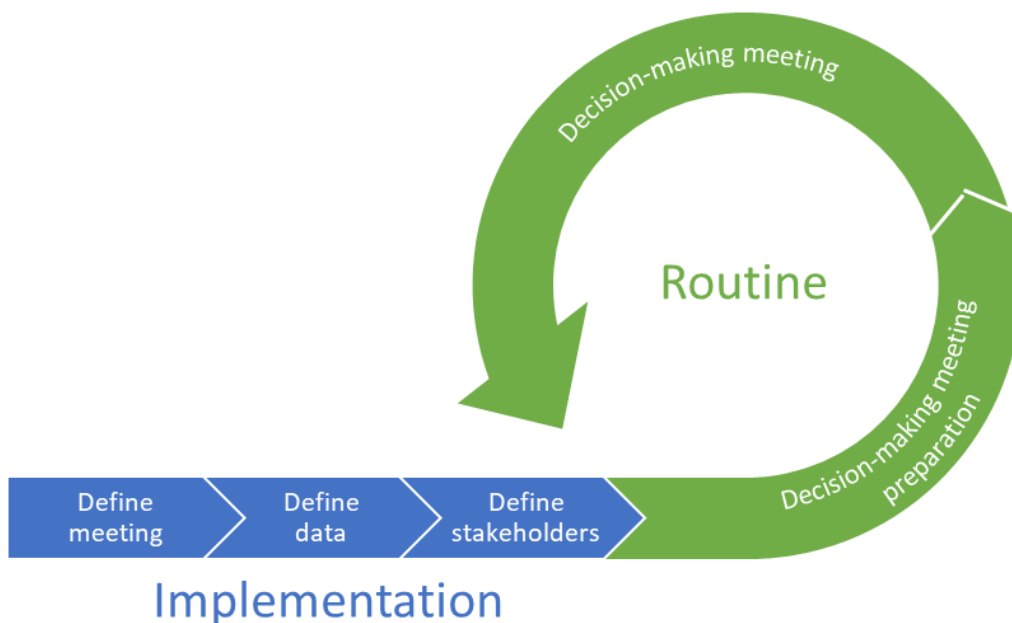 Decision-making meeting
Routine
Decision-making meeting
preparation
Define
meeting
Define
data
Define
stakeholders
Implementation